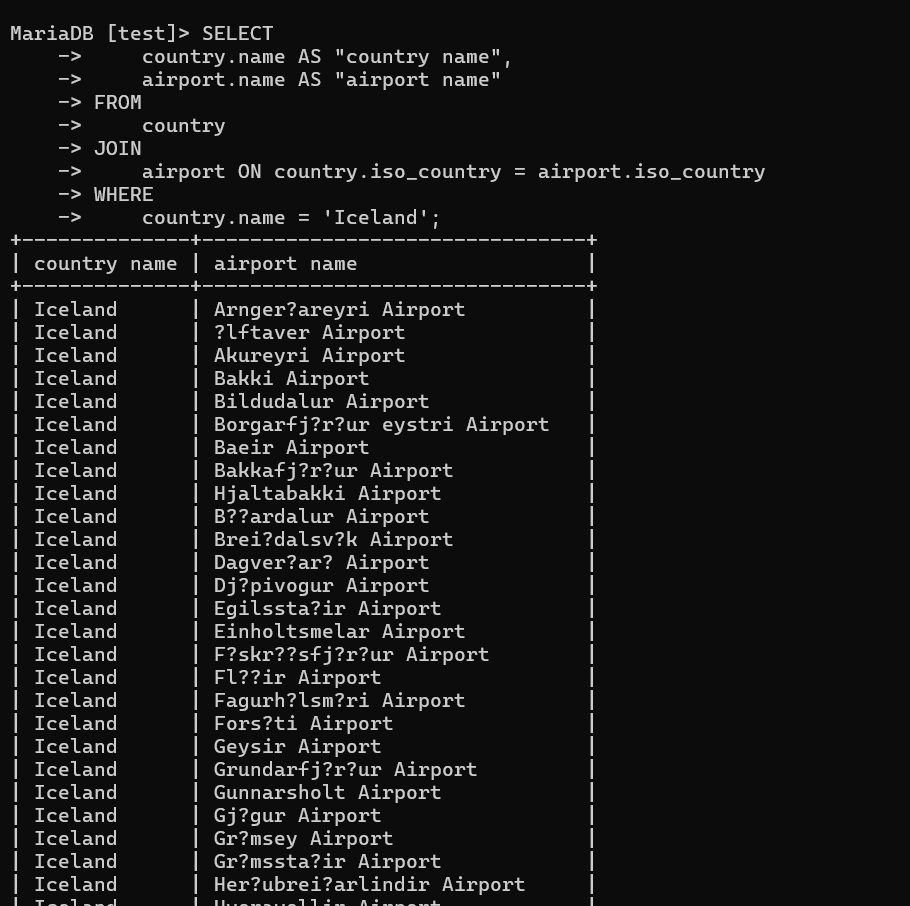 MariaDB [test]> SELECT
    ->     country.name AS "country name",
    ->     airport.name AS "airport name"
    -> FROM
    ->     country
    -> JOIN
    ->     airport ON country.iso_country = airport.iso_country
    -> WHERE
    ->     country.name = 'Iceland';
+--------------+--------------------------------+
| country name | airport name                   |
+--------------+--------------------------------+
| Iceland      | Arnger?areyri Airport          |
| Iceland      | ?lftaver Airport               |
| Iceland      | Akureyri Airport               |
| Iceland      | Bakki Airport                  |
| Iceland      | Bildudalur Airport             |
| Iceland      | Borgarfj?r?ur eystri Airport   |
| Iceland      | Baeir Airport                  |
| Iceland      | Bakkafj?r?ur Airport           |
| Iceland      | Hjaltabakki Airport            |
| Iceland      | B??ardalur Airport             |
| Iceland      | Brei?dalsv?k Airport           |
| Iceland      | Dagver?ar? Airport             |
| Iceland      | Dj?pivogur Airport             |
| Iceland      | Egilssta?ir Airport            |
| Iceland      | Einholtsmelar Airport          |
| Iceland      | F?skr??sfj?r?ur Airport        |
| Iceland      | Fl??ir Airport                 |
| Iceland      | Fagurh?lsm?ri Airport          |
| Iceland      | Fors?ti Airport                |
| Iceland      | Geysir Airport                 |
| Iceland      | Grundarfj?r?ur Airport         |
| Iceland      | Gunnarsholt Airport            |
| Iceland      | Gj?gur Airport                 |
| Iceland      | Gr?msey Airport                |
| Iceland      | Gr?mssta?ir Airport            |
| Iceland      | Her?ubrei?arlindir Airport     |
| Iceland      | Airport